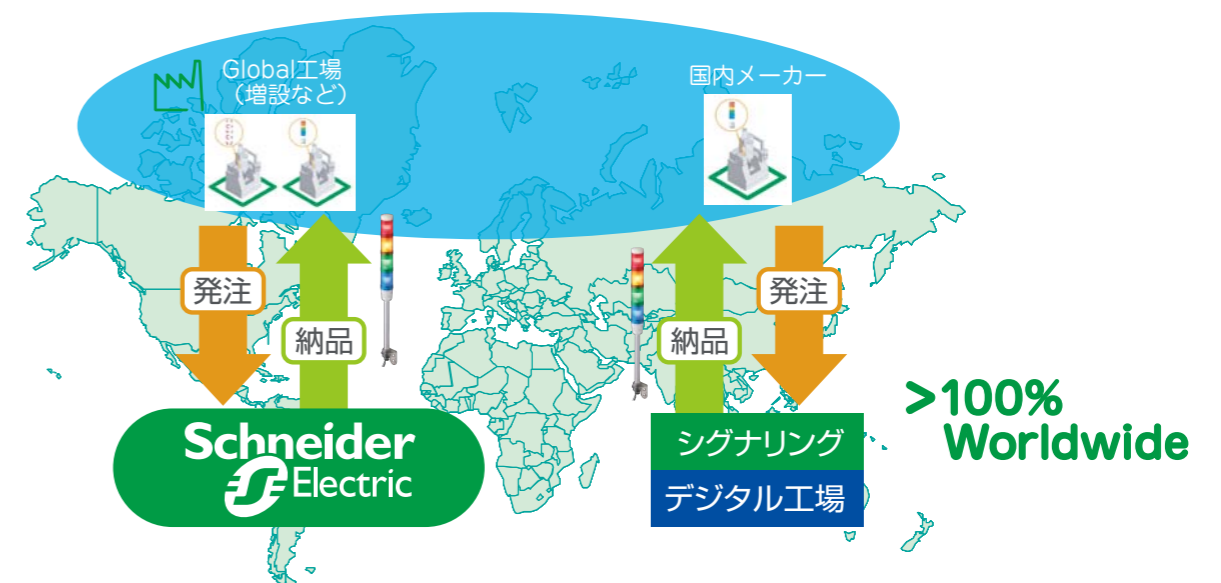 Global工場
（増設など）
国内メーカー
発注
納品
納品
発注
Schneider
Electric
シグナリング
デジタル工場
>100%
Worldwide